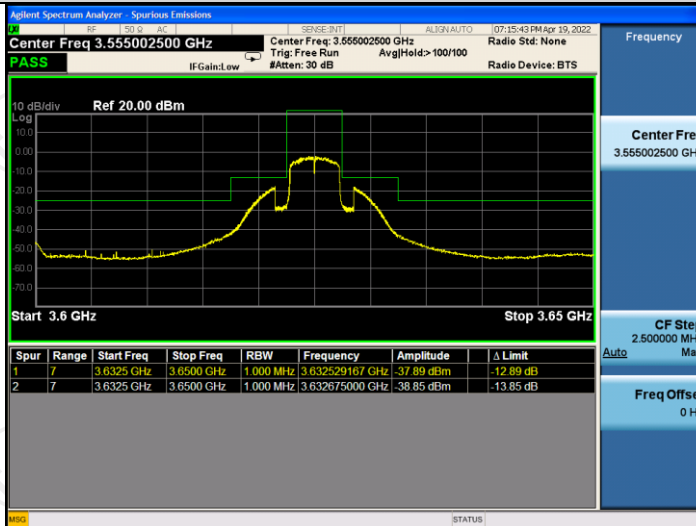 Agilent Spectrum Analyzer - Spurious Emissions
RF 50 Ω AC SENSE:INT ALIGN AUTO 07:15:43 PM Apr 19, 2022
Center Freq 3.555002500 GHz Center Freq: 3.555002500 GHz Radio Std: None
Trig: Free Run Avg|Hold:> 100/100
PASS IFGain:Low #Atten: 30 dB Radio Device: BTS
10 dB/div Ref 20.00 dBm
Log
10.0
0.00
-10.0
-20.0
-30.0
-40.0
-50.0
-60.0
-70.0
Start 3.6 GHz Stop 3.65 GHz
Spur Range Start Freq Stop Freq RBW Frequency Amplitude Δ Limit
1 7 3.6325 GHz 3.6500 GHz 1.000 MHz 3.632529167 GHz -37.89 dBm -12.89 dB
2 7 3.6325 GHz 3.6500 GHz 1.000 MHz 3.632675000 GHz -38.85 dBm -13.85 dB
MSG STATUS
Frequency
Center Fre
3.555002500 GH
CF Ste
2.500000 MH
Auto Ma
Freq Offse
0 H